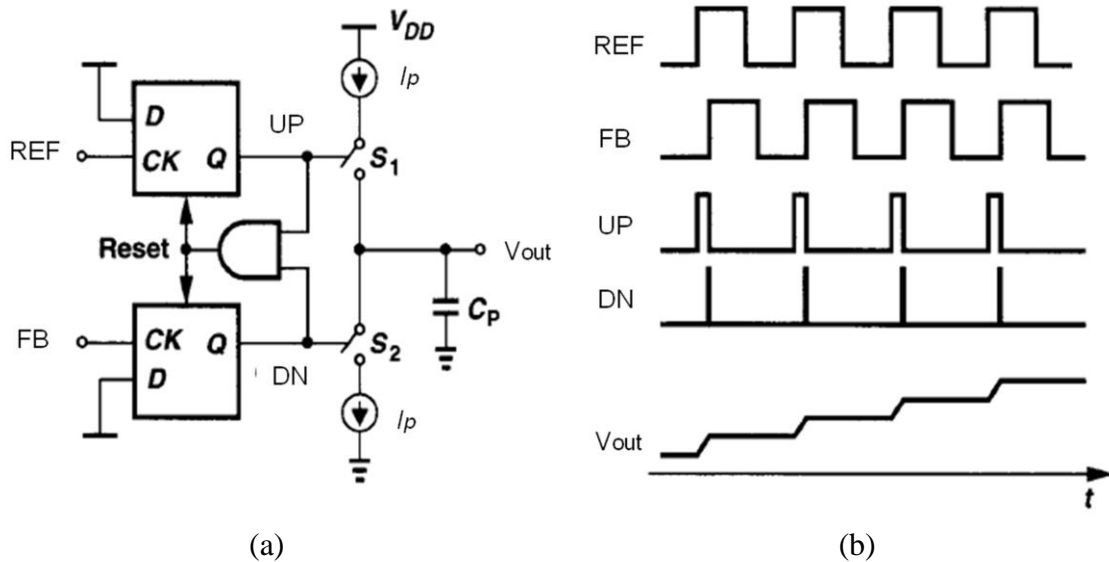 V_DD
I_p
D
UP
REF
CK Q
S_1
Reset
Vout
C_P
FB
CK Q
S_2
D
DN
I_p
(a)
REF
FB
UP
DN
Vout
t
(b)